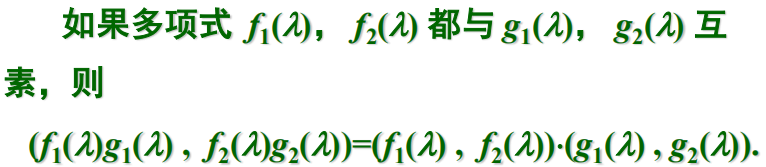 如果多项式 f₁(λ)， f₂(λ) 都与 g₁(λ)， g₂(λ) 互
素，则
(f₁(λ)g₁(λ) , f₂(λ)g₂(λ))=(f₁(λ) , f₂(λ))·(g₁(λ) , g₂(λ)).